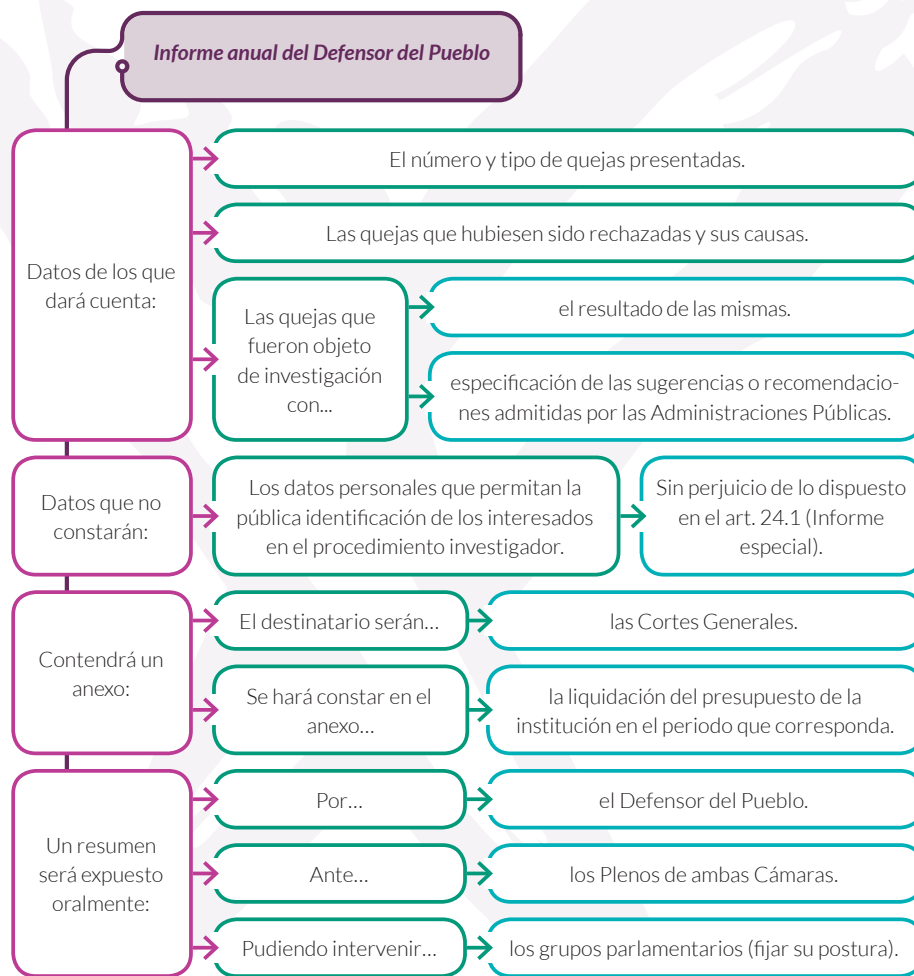 Informe anual del Defensor del Pueblo
Datos de los que
dará cuenta:
El número y tipo de quejas presentadas.
Las quejas que hubiesen sido rechazadas y sus causas.
Las quejas que
fueron objeto
de investigación
con...
el resultado de las mismas.
especificación de las sugerencias o recomendacio-
nes admitidas por las Administraciones Públicas.
Datos que no
constarán:
Los datos personales que permitan la
pública identificación de los interesados
en el procedimiento investigador.
Sin perjuicio de lo dispuesto
en el art. 24.1 (Informe
especial).
Contendrá un
anexo:
El destinatario serán...
las Cortes Generales.
Se hará constar en el
anexo...
la liquidación del presupuesto de la
institución en el periodo que corresponda.
Un resumen
será expuesto
oralmente:
Por...
el Defensor del Pueblo.
Ante...
los Plenos de ambas Cámaras.
Pudiendo intervenir...
los grupos parlamentarios (fijar su postura).